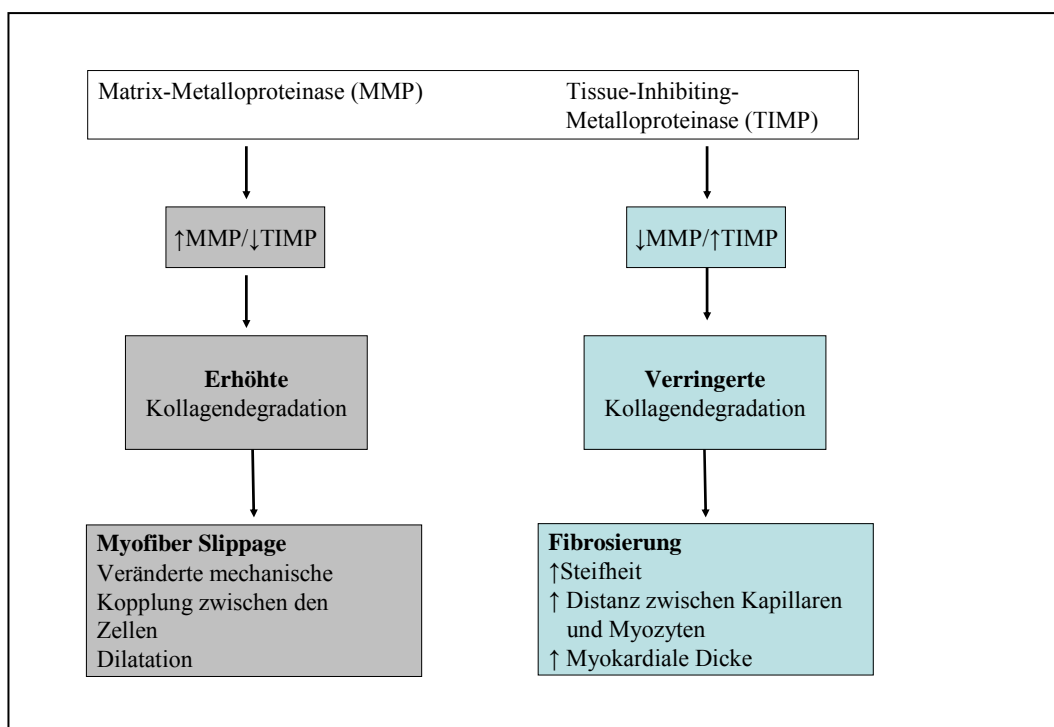 Matrix-Metalloproteinase (MMP)
Tissue-Inhibiting-
Metalloproteinase (TIMP)
↑MMP/↓TIMP
↓MMP/↑TIMP
Erhöhte
Kollagendegradation
Verringerte
Kollagendegradation
Myofiber Slippage
Veränderte mechanische
Kopplung zwischen den
Zellen
Dilatation
Fibrosierung
↑Steifheit
↑ Distanz zwischen Kapillaren
und Myozyten
↑ Myokardiale Dicke